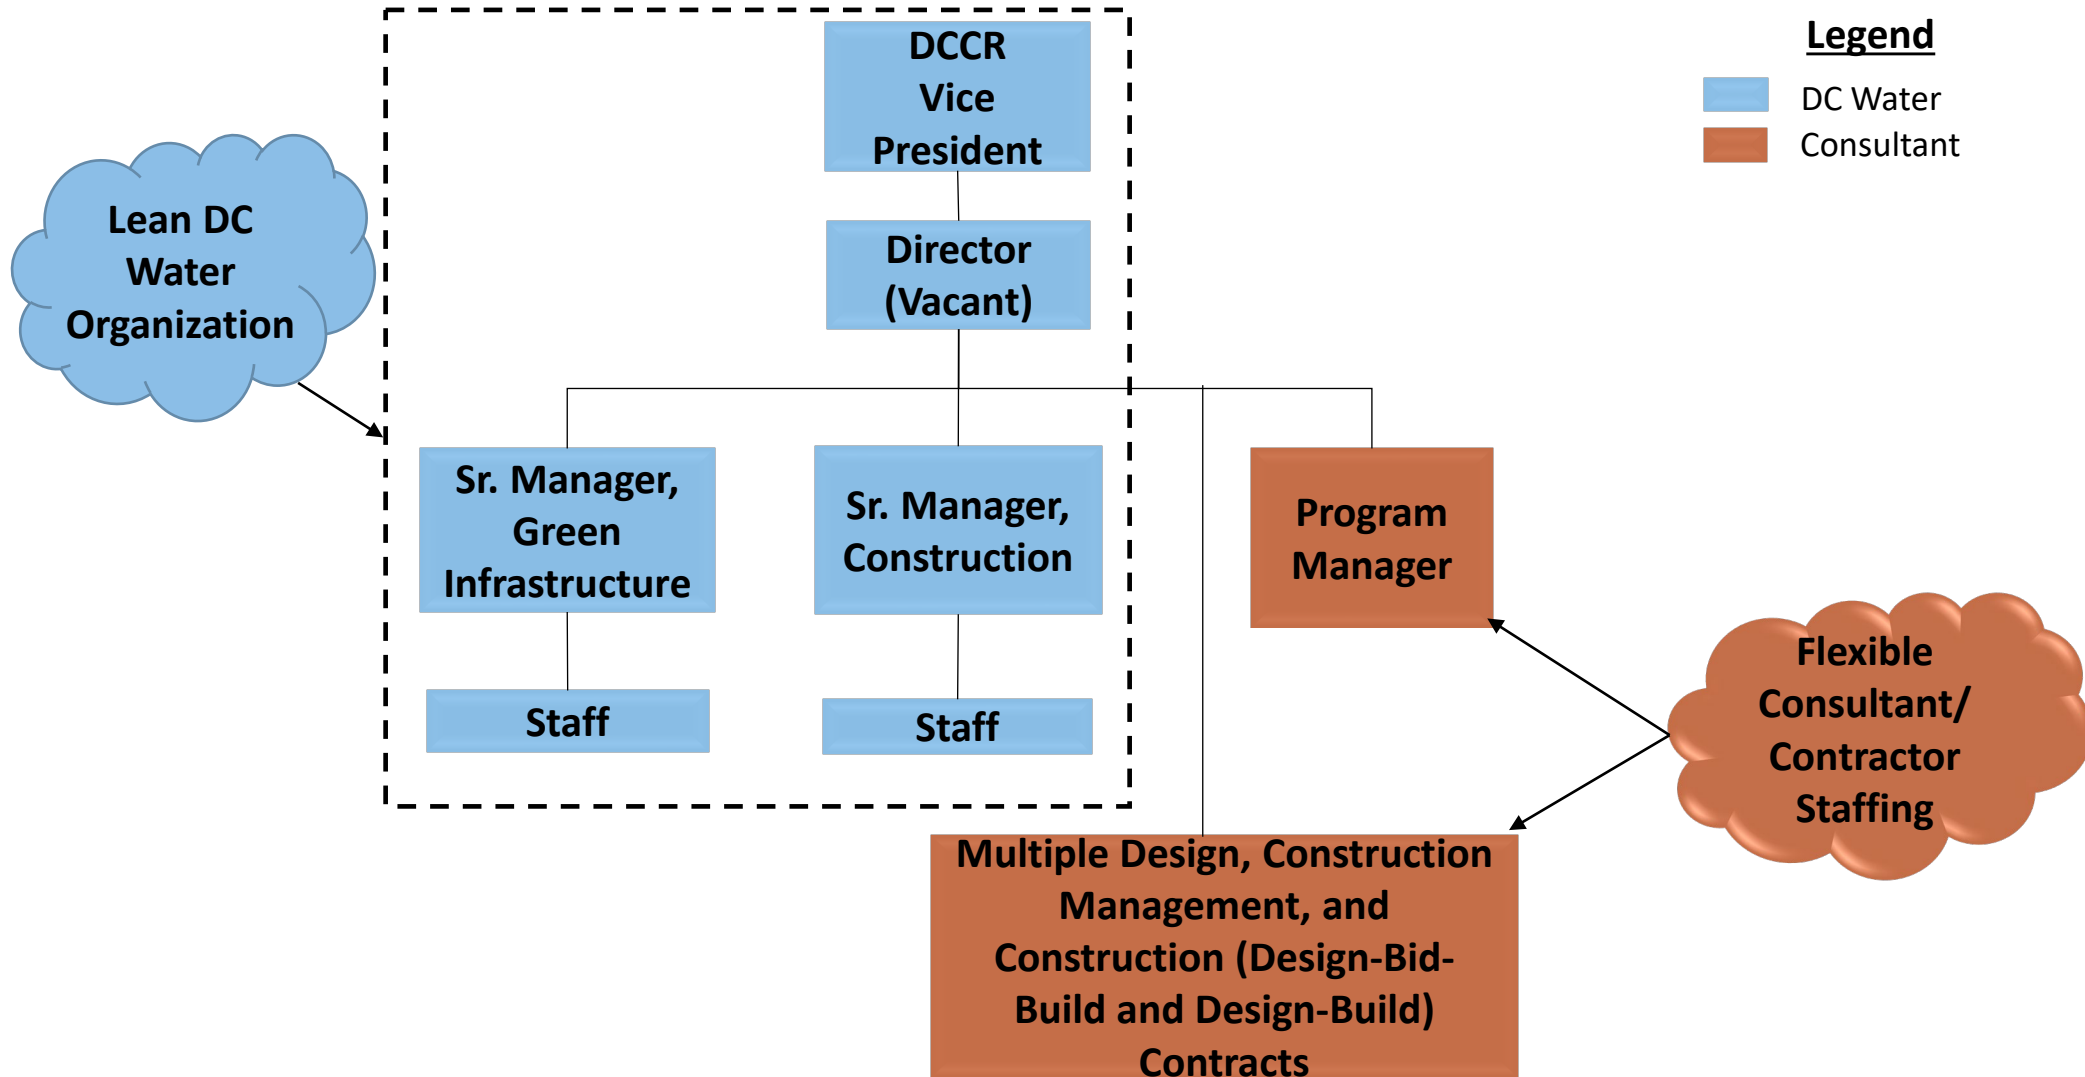 DCCR
Vice
President
Legend
DC Water
Consultant
Lean DC
Water
Organization
Director
(Vacant)
Sr. Manager,
Green
Infrastructure
Sr. Manager,
Construction
Program
Manager
Staff
Staff
Flexible
Consultant/
Contractor
Staffing
Multiple Design, Construction
Management, and
Construction (Design-Bid-
Build and Design-Build)
Contracts